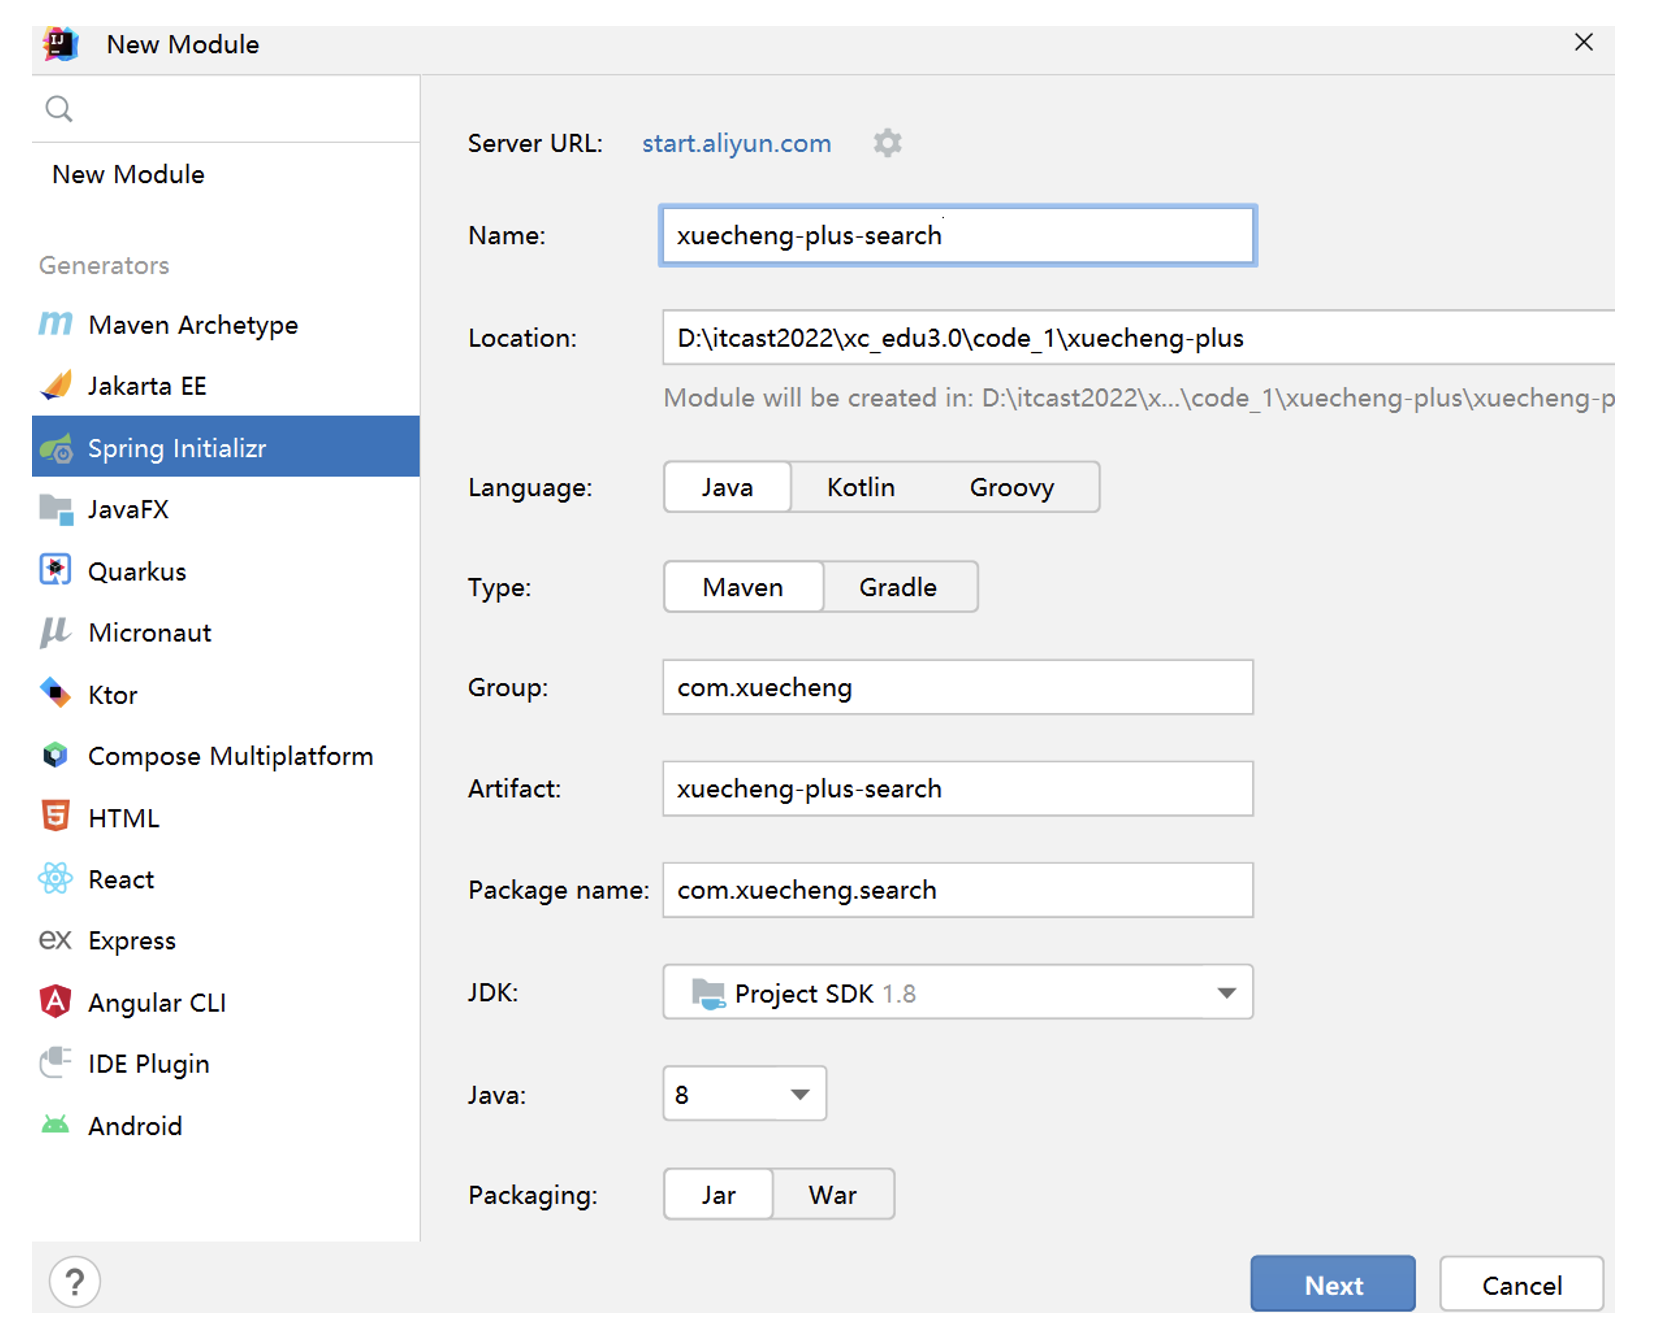 New Module
New Module
Generators
Maven Archetype
Jakarta EE
Spring Initializr
JavaFX
Quarkus
Micronaut
Ktor
Compose Multiplatform
HTML
React
ex Express
Angular CLI
IDE Plugin
Android
Server URL: start.aliyun.com
Name: xuecheng-plus-search
Location: D:\itcast2022\xc_edu3.0\code_1\xuecheng-plus
Module will be created in: D:\itcast2022\x...\code_1\xuecheng-plus\xuecheng-p
Language: Java Kotlin Groovy
Type: Maven Gradle
Group: com.xuecheng
Artifact: xuecheng-plus-search
Package name: com.xuecheng.search
JDK: Project SDK 1.8
Java: 8
Packaging: Jar War
? Next Cancel